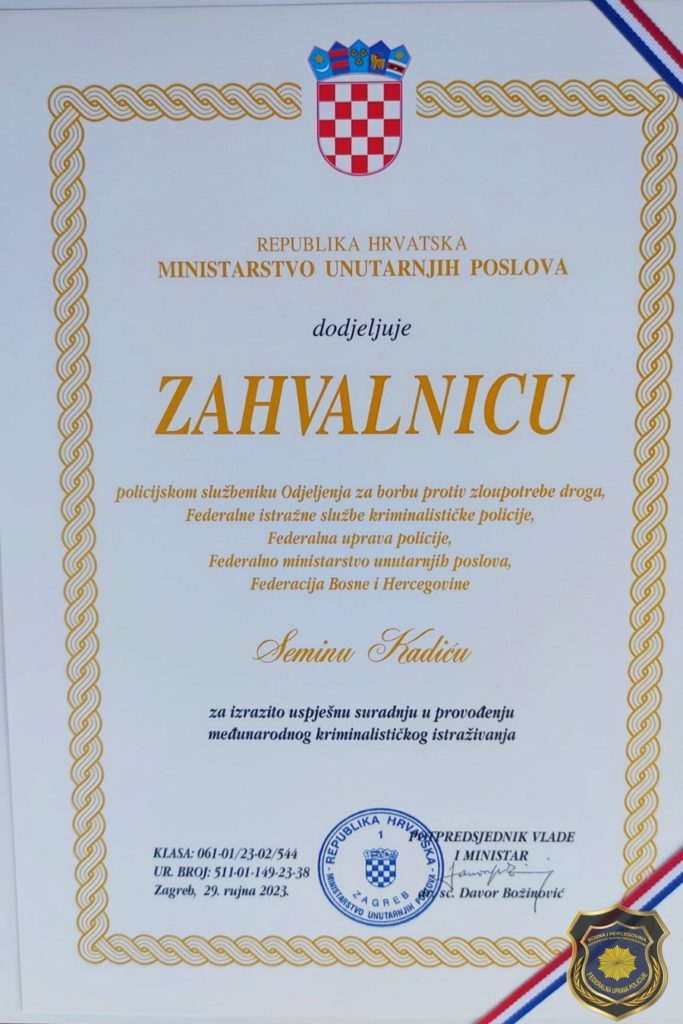 REPUBLIKA HRVATSKA
MINISTARSTVO UNUTARNJIH POSLOVA
dodjeljuje
ZAHVALNICU
policijskom službeniku Odjeljenja za borbu protiv zloupotrebe droga,
Federalne istražne službe kriminalističke policije,
Federalna uprava policije,
Federalno ministarstvo unutarnjih poslova,
Federacija Bosne i Hercegovine
Seminu Kadiću
za izrazito uspješnu suradnju u provođenju
međunarodnog kriminalističkog istraživanja
KLASA: 061-01/23-02/544
UR. BROJ: 511-01-149-23-38
Zagreb, 29. rujna 2023.
REPUBLIKA HRVATSKA
1
MINISTARSTVO UNUTARNJIH POSLOVA
ZAGREB
POTPREDSJEDNIK VLADE
I MINISTAR
dr. sc. Davor Božinović
BOSNA I HERCEGOVINA
FEDERALNA UPRAVA POLICIJE